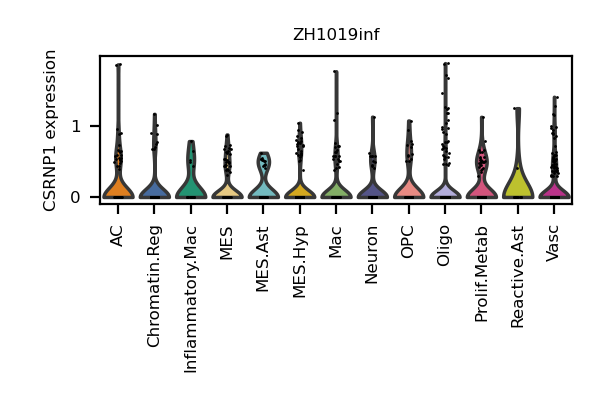 ZH1019inf
CSRNP1 expression
1
0
AC
Chromatin.Reg
Inflammatory.Mac
MES
MES.Ast
MES.Hyp
Mac
Neuron
OPC
Oligo
Prolif.Metab
Reactive.Ast
Vasc